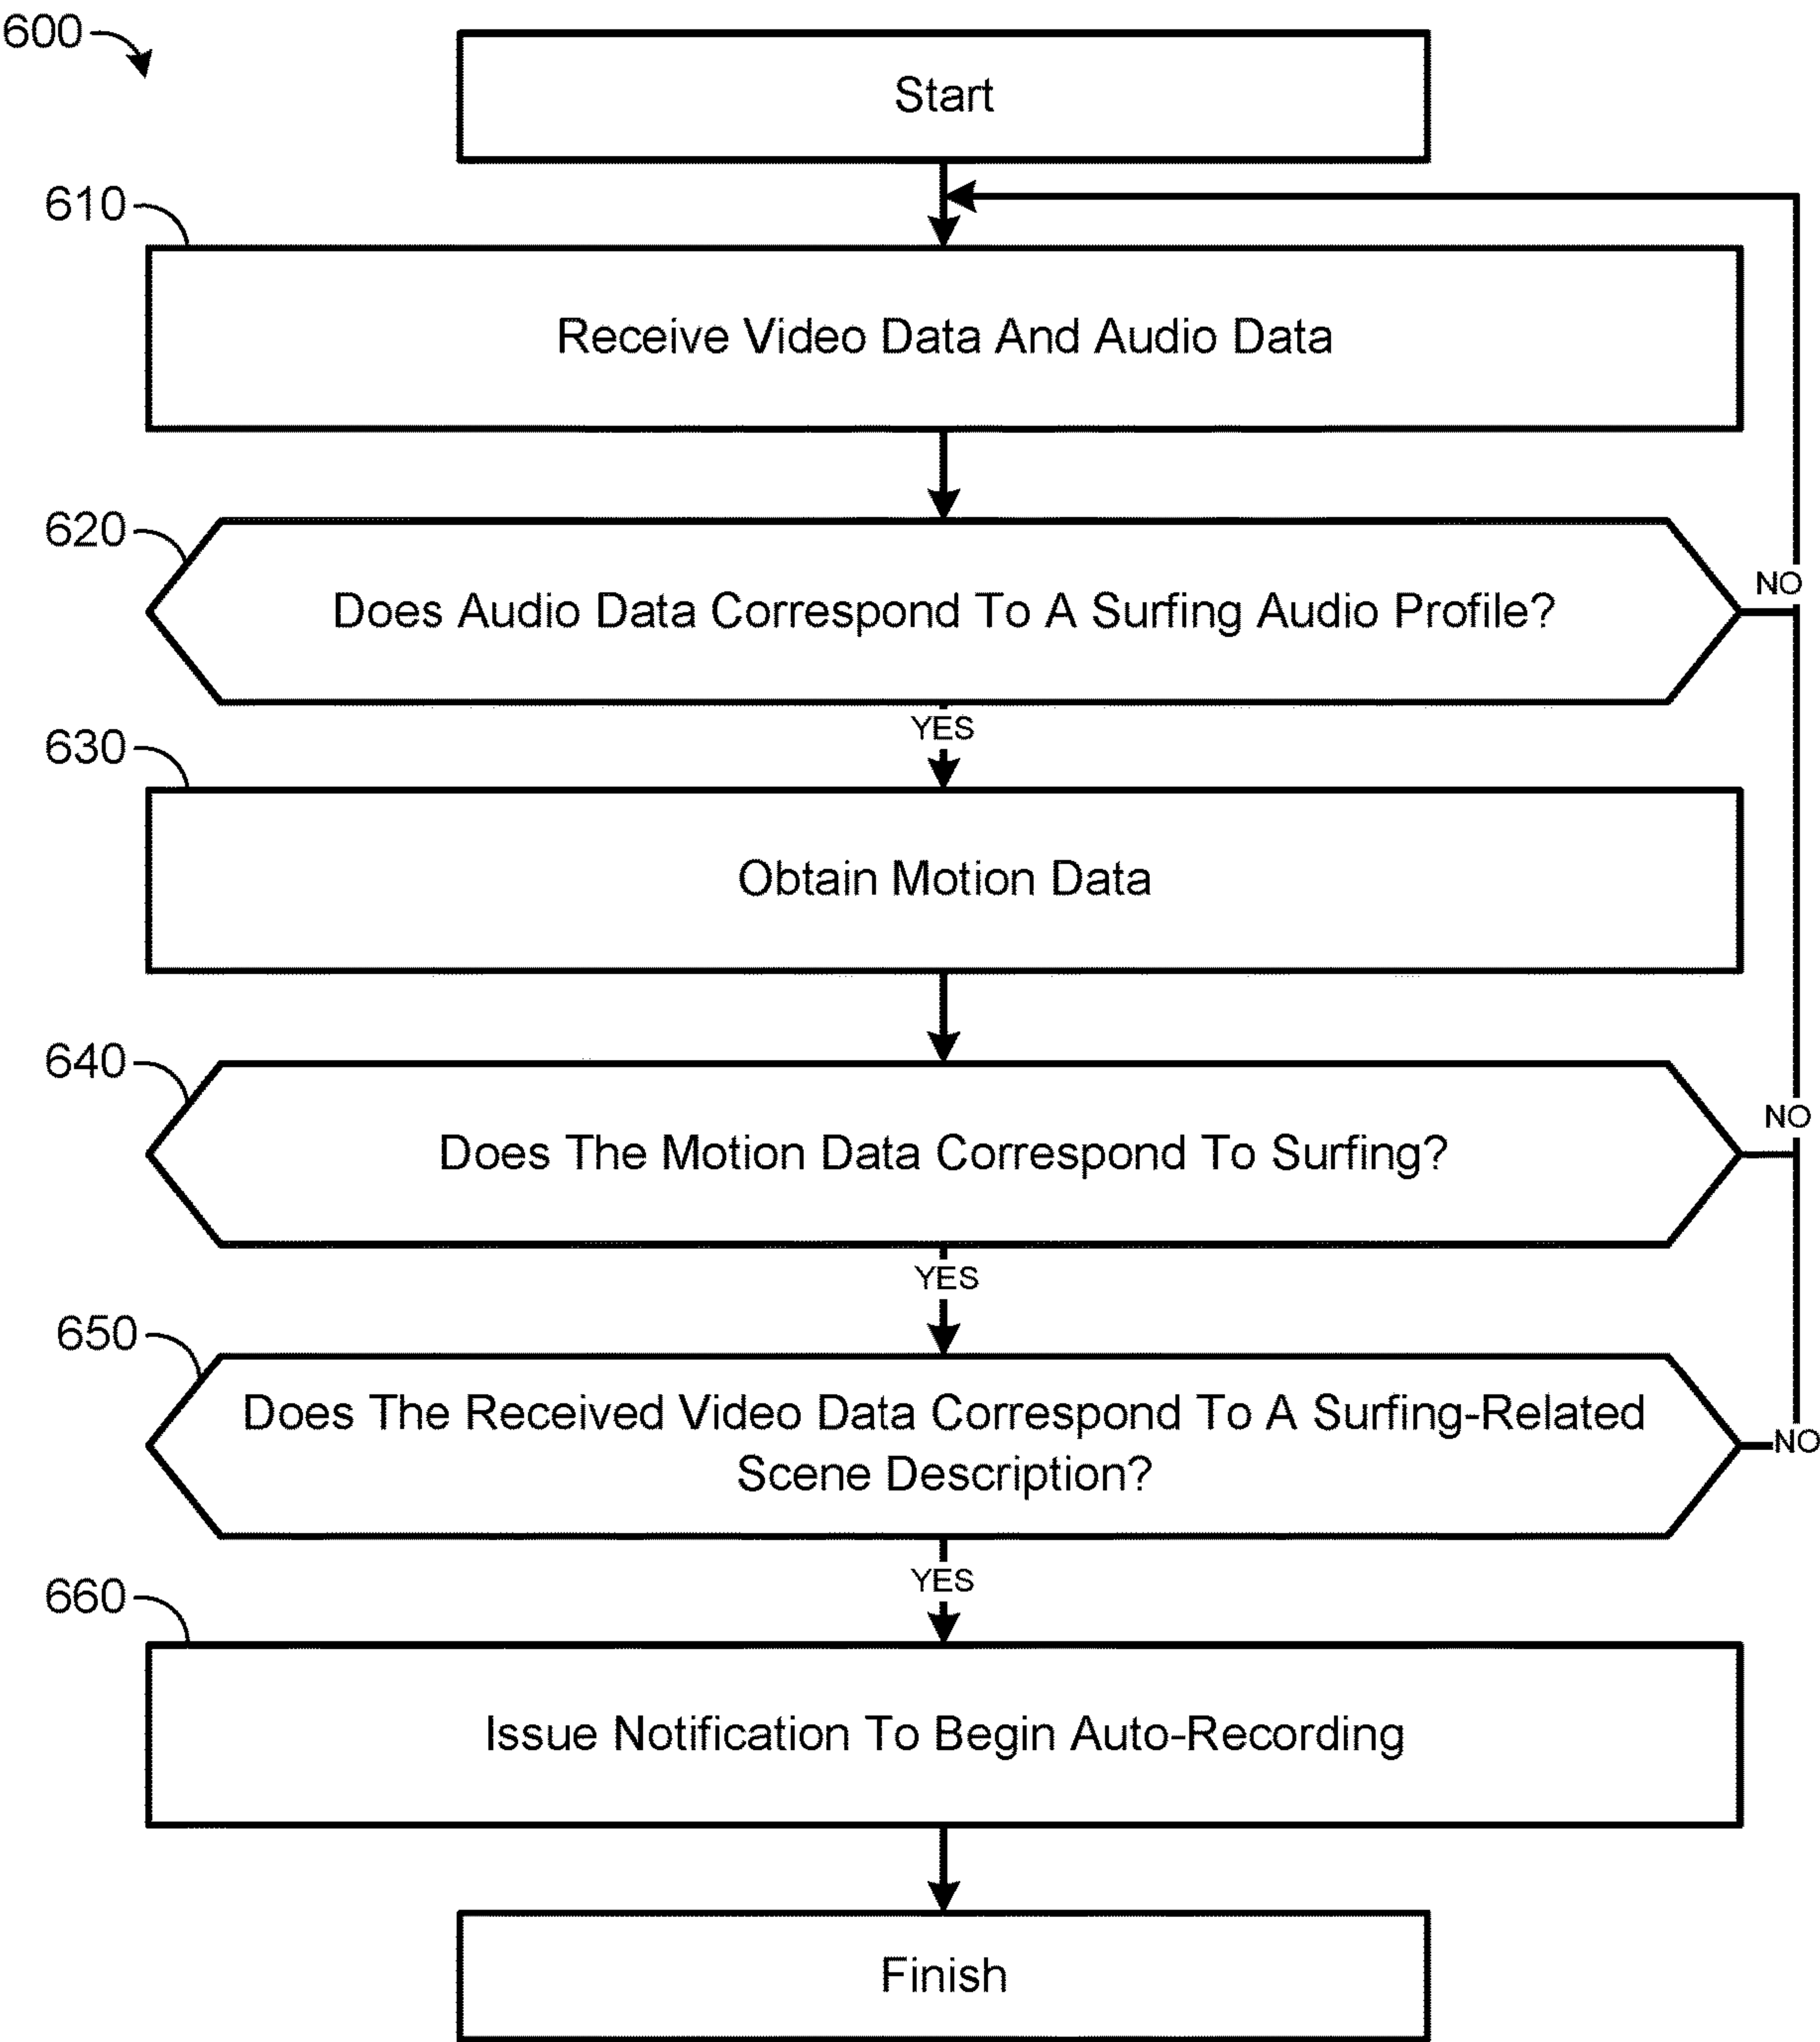 600
Start
610
Receive Video Data And Audio Data
620
Does Audio Data Correspond To A Surfing Audio Profile?
NO
YES
630
Obtain Motion Data
640
Does The Motion Data Correspond To Surfing?
NO
YES
650
Does The Received Video Data Correspond To A Surfing-Related
Scene Description?
NO
YES
660
Issue Notification To Begin Auto-Recording
Finish